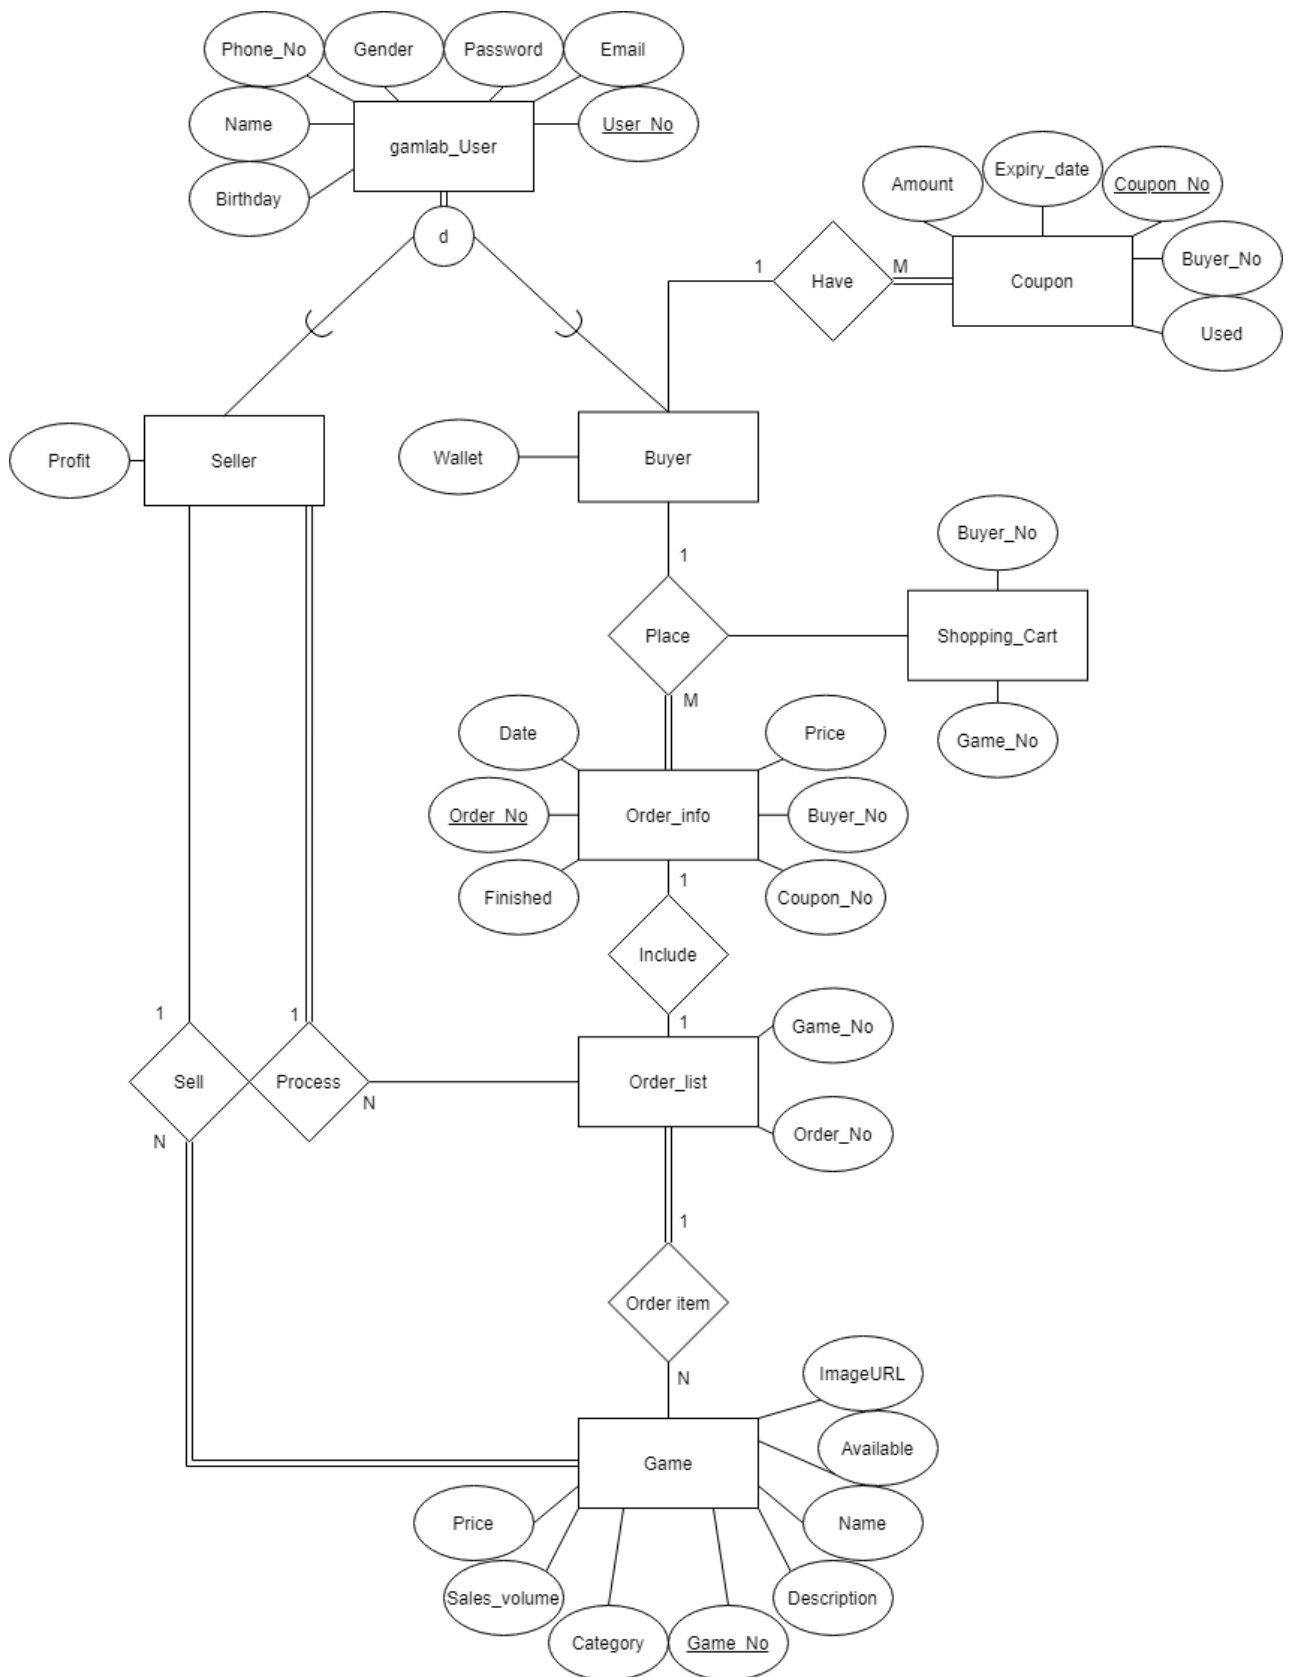 Phone_No
Gender
Password
Email
Name
gamlab_User
User_No
Birthday
d
Amount
Expiry_date
Coupon_No
1
Have
M
Coupon
Buyer_No
Used
Profit
Seller
Wallet
Buyer
1
Buyer_No
Place
Shopping_Cart
M
Game_No
Date
Price
Order_No
Order_info
Buyer_No
1
Finished
Coupon_No
Include
1
1
1
Game_No
Sell
Process
Order_list
N
N
Order_No
1
Order item
N
ImageURL
Available
Game
Price
Name
Sales_volume
Description
Category
Game_No